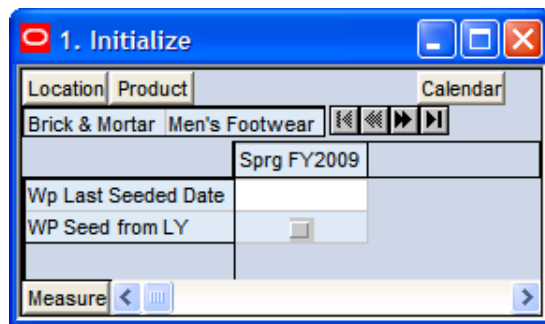 1. Initialize
Location Product Calendar
Brick & Mortar Men's Footwear
Sprg FY2009
Wp Last Seeded Date
WP Seed from LY
Measure